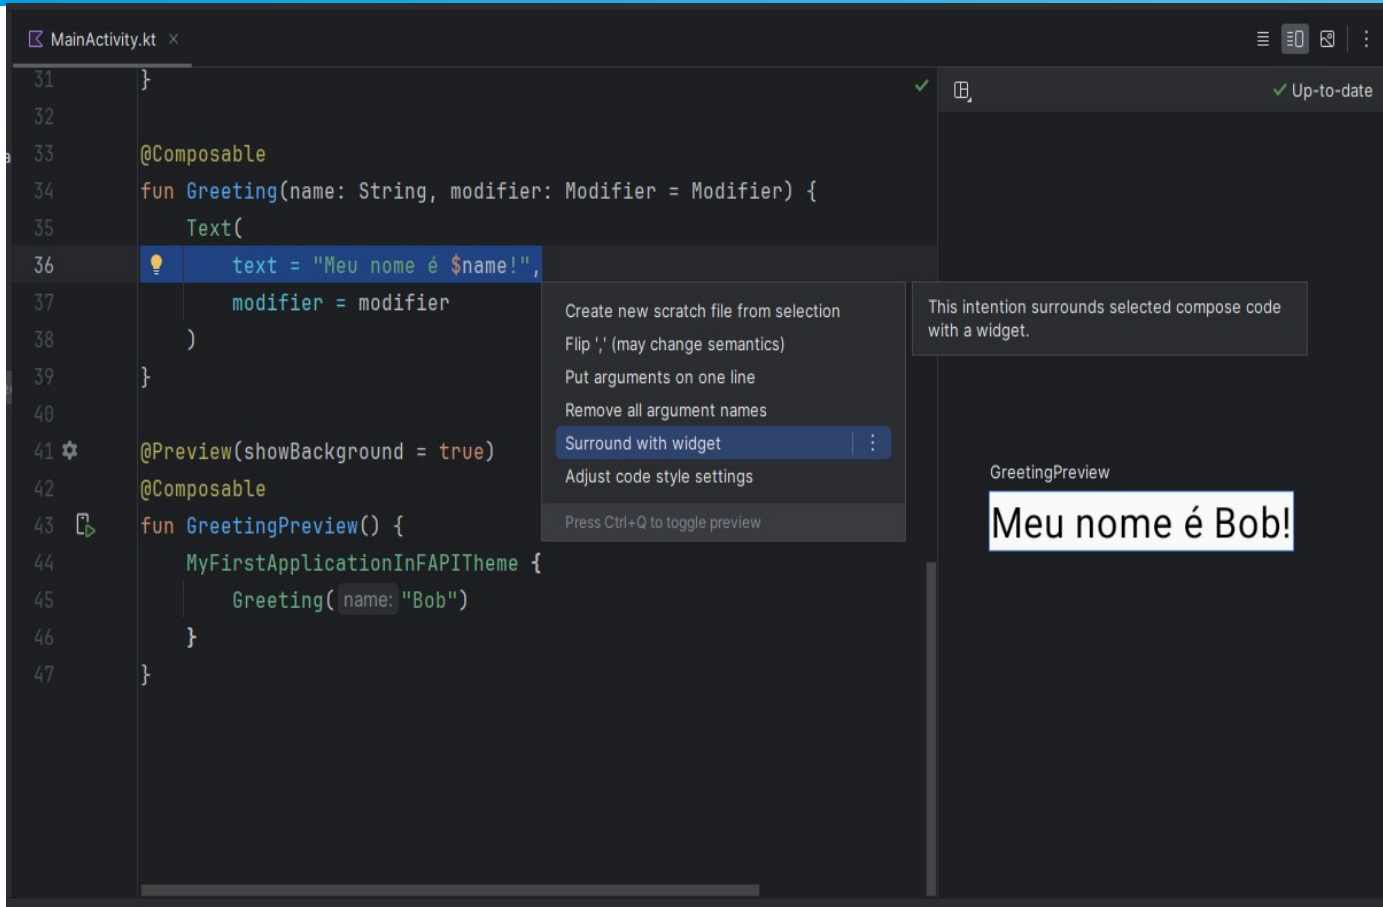 MainActivity.kt
Up-to-date
31 }
32
33 @Composable
34 fun Greeting(name: String, modifier: Modifier = Modifier) {
35 Text(
36 text = "Meu nome é $name!",
37 modifier = modifier
38 )
39 }
40
41 @Preview(showBackground = true)
42 @Composable
43 fun GreetingPreview() {
44 MyFirstApplicationInFAPITheme {
45 Greeting( name: "Bob")
46 }
47 }
Create new scratch file from selection
Flip ',' (may change semantics)
Put arguments on one line
Remove all argument names
Surround with widget
Adjust code style settings
Press Ctrl+Q to toggle preview
This intention surrounds selected compose code
with a widget.
GreetingPreview
Meu nome é Bob!